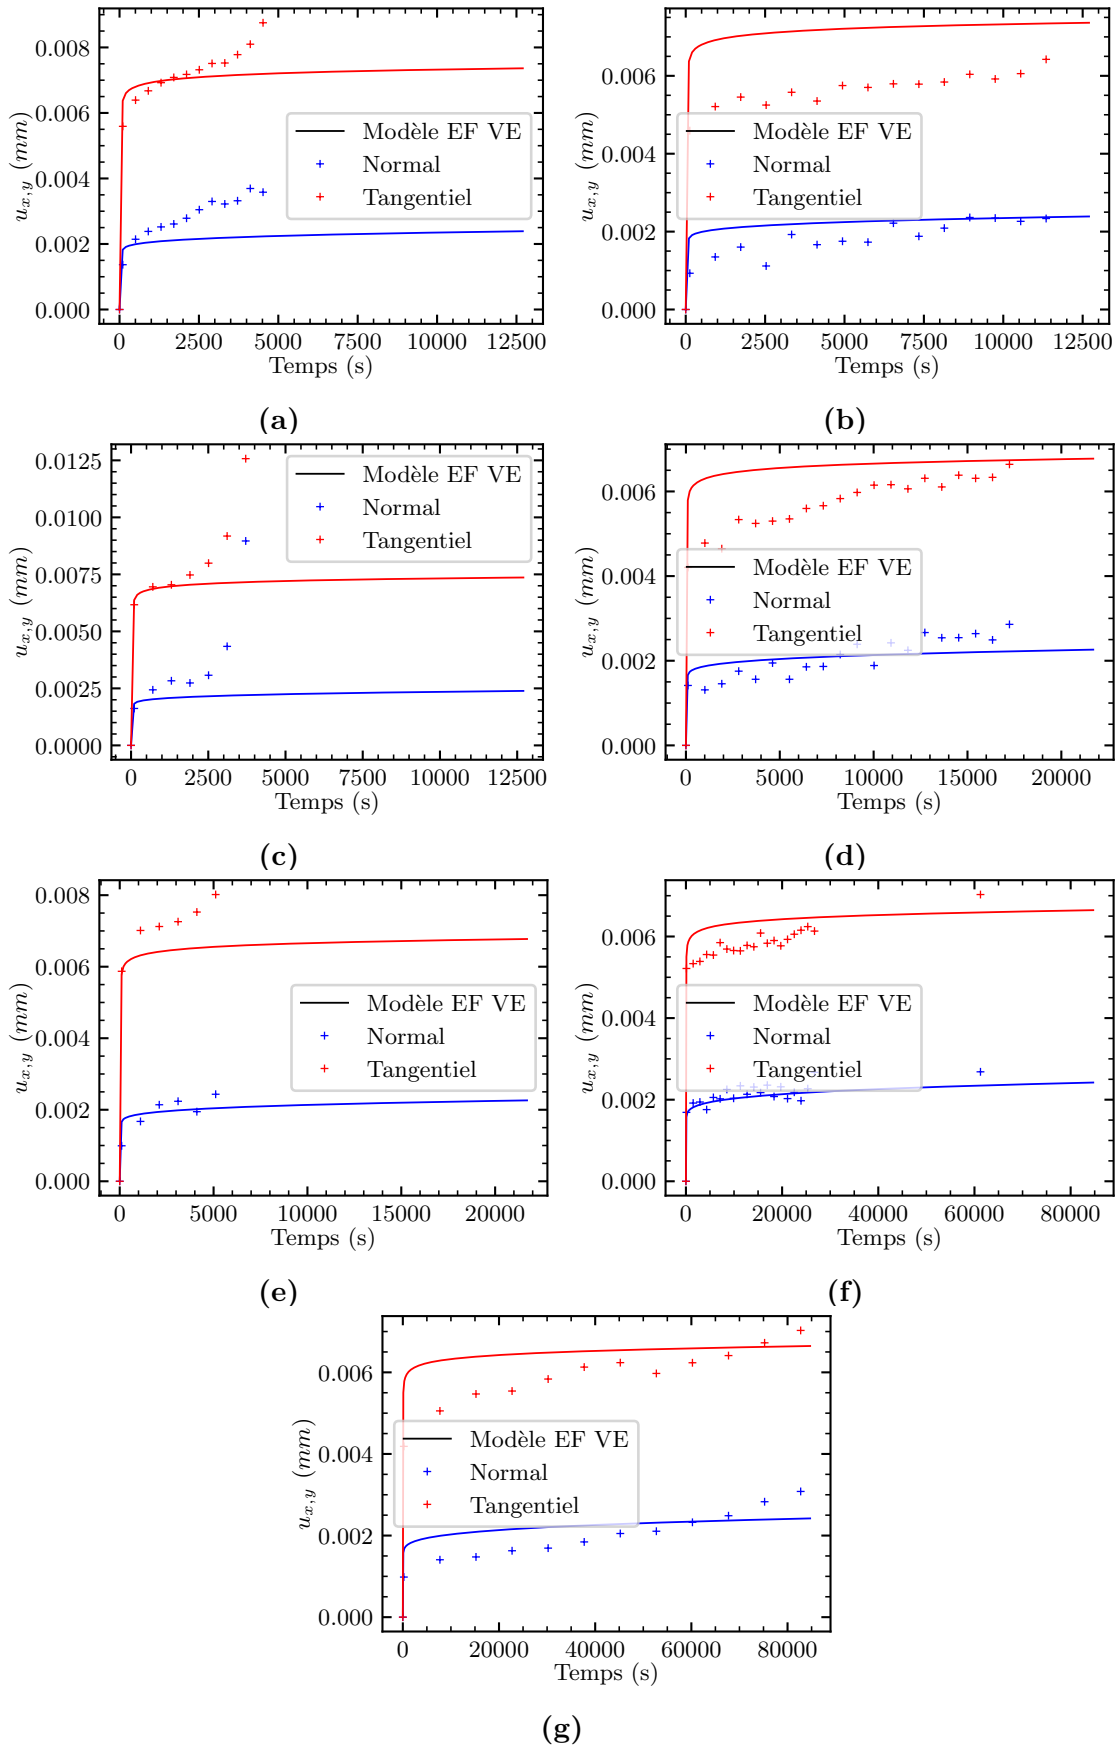 0.008
0.006
0.004
0.002
0.000
u_{x,y} (mm)
Modèle EF VE
Normal
Tangentiel
0 2500 5000 7500 10000 12500
Temps (s)
(a)
0.006
0.004
0.002
0.000
u_{x,y} (mm)
Modèle EF VE
Normal
Tangentiel
0 2500 5000 7500 10000 12500
Temps (s)
(b)
0.0125
0.0100
0.0075
0.0050
0.0025
0.0000
u_{x,y} (mm)
Modèle EF VE
Normal
Tangentiel
0 2500 5000 7500 10000 12500
Temps (s)
(c)
0.006
0.004
0.002
0.000
u_{x,y} (mm)
Modèle EF VE
Normal
Tangentiel
0 5000 10000 15000 20000
Temps (s)
(d)
0.008
0.006
0.004
0.002
0.000
u_{x,y} (mm)
Modèle EF VE
Normal
Tangentiel
0 5000 10000 15000 20000
Temps (s)
(e)
0.006
0.004
0.002
0.000
u_{x,y} (mm)
Modèle EF VE
Normal
Tangentiel
0 20000 40000 60000 80000
Temps (s)
(f)
0.006
0.004
0.002
0.000
u_{x,y} (mm)
Modèle EF VE
Normal
Tangentiel
0 20000 40000 60000 80000
Temps (s)
(g)